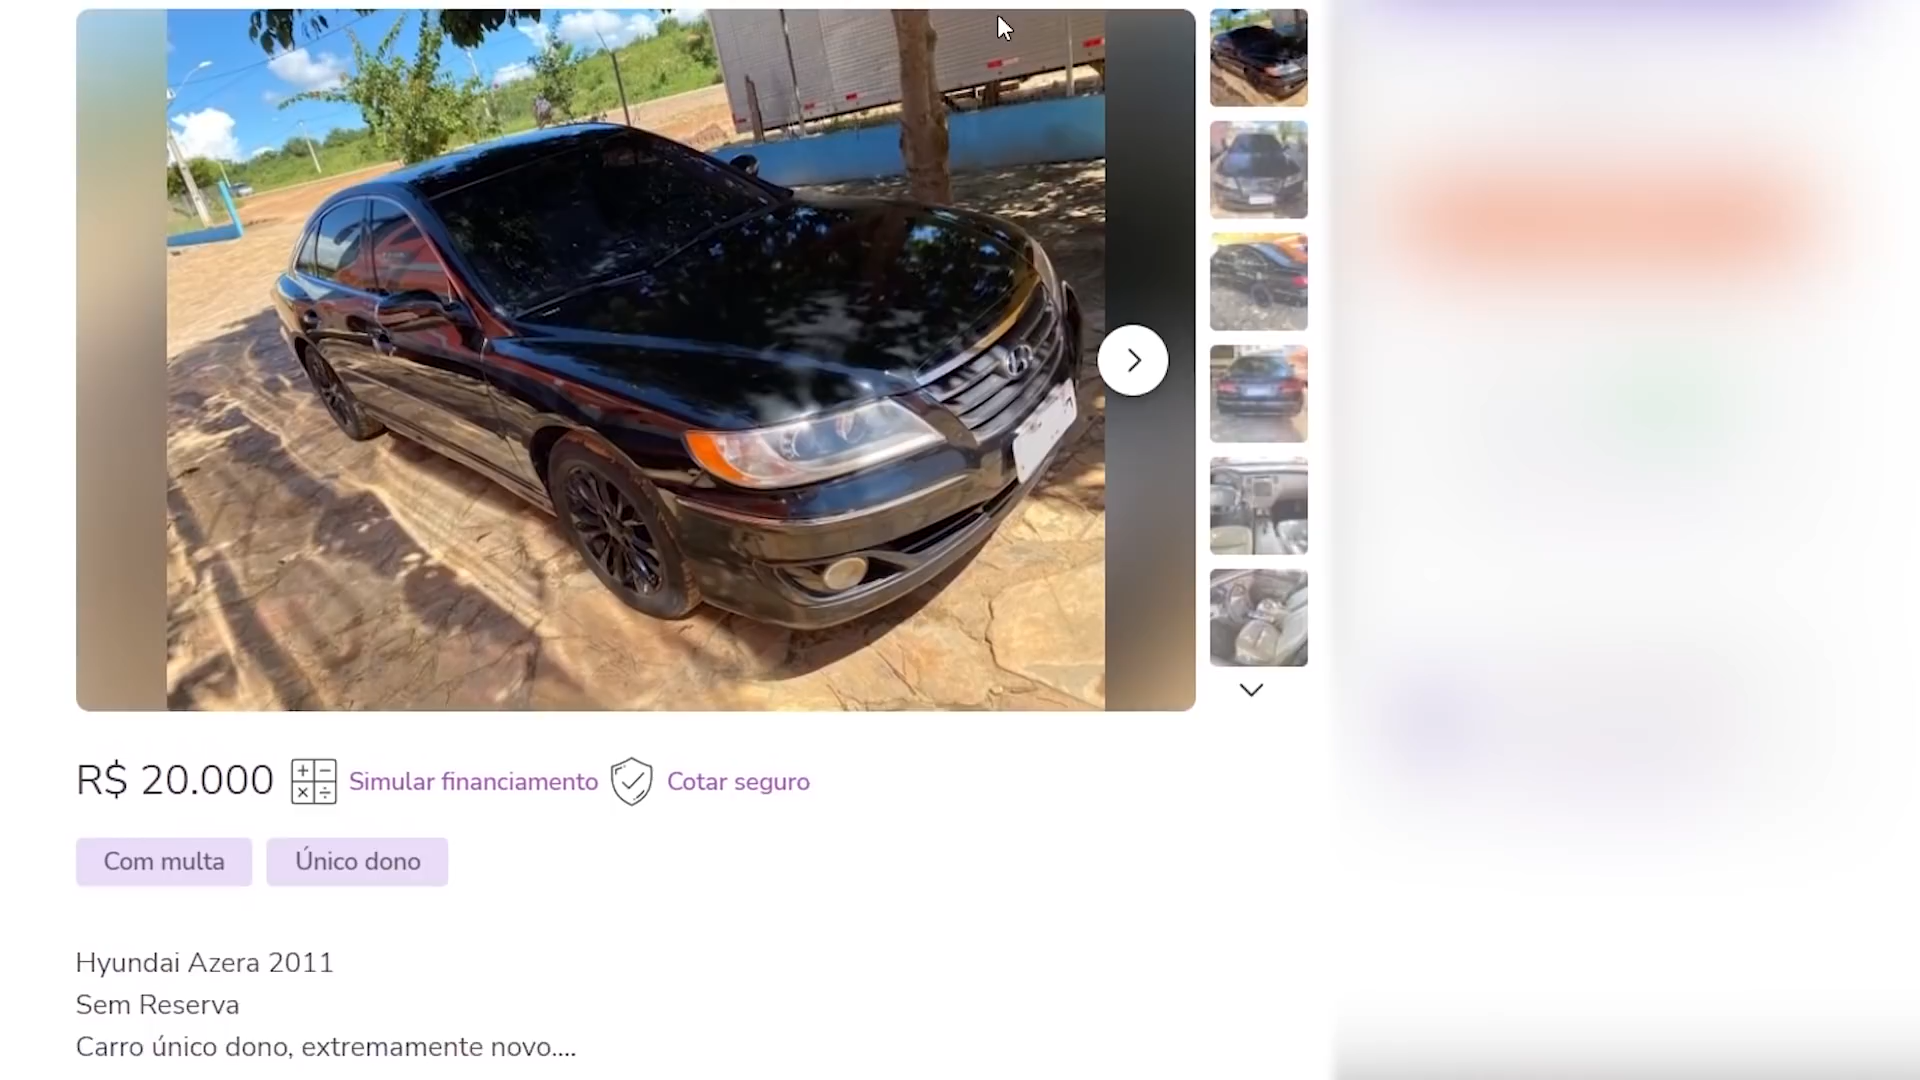 R$ 20.000 Simular financiamento Cotar seguro
Com multa Único dono
Hyundai Azera 2011
Sem Reserva
Carro único dono, extremamente novo....